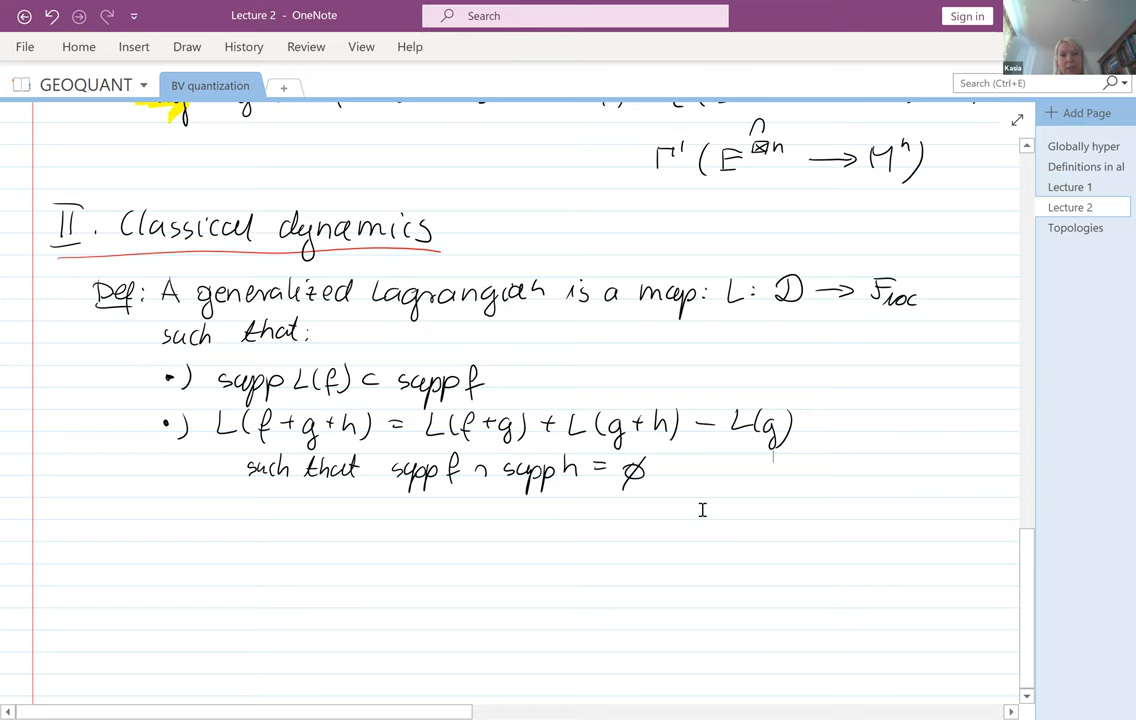 Lecture 2 - OneNote
Search
Sign in
File Home Insert Draw History Review View Help
Kasia
GEOQUANT
BV quantization
Search (Ctrl+E)
Add Page
Globally hyper
Definitions in al
Lecture 1
Lecture 2
Topologies
Γ' ( E^⊠n → M^n )
II. Classical dynamics
Def: A generalized Lagrangian is a map: L: D → F_loc
such that:
•) supp L(f) ⊂ supp f
•) L(f+g+h) = L(f+g) + L(g+h) − L(g)
such that supp f ∩ supp h = ∅